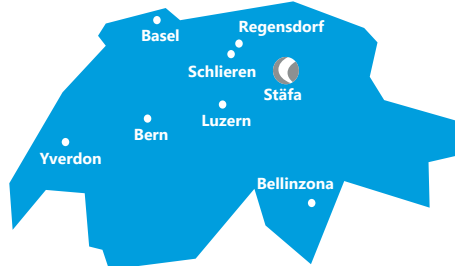 Regensdorf
Basel
Schlieren
Stäfa
Luzern
Bern
Yverdon
Bellinzona